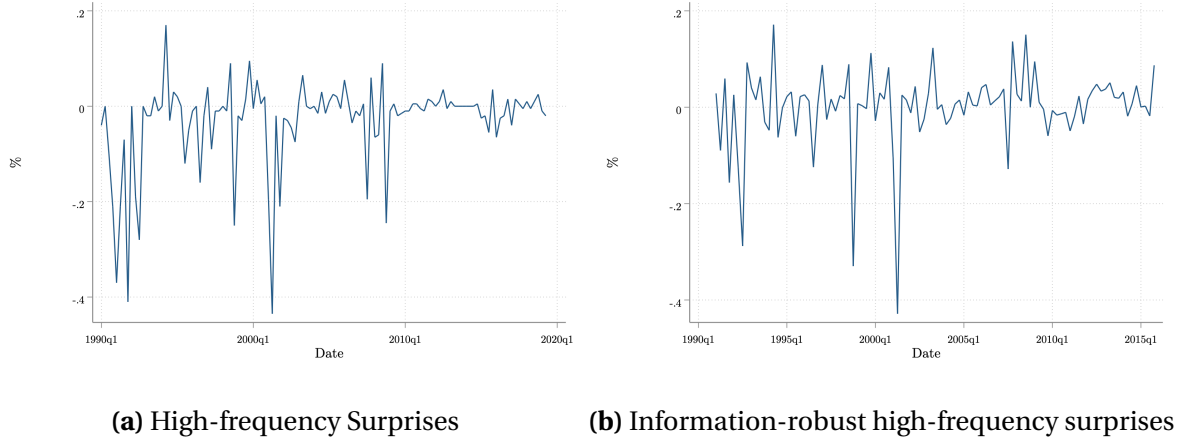 .2
0
-.2
-.4
%
1990q1 2000q1 2010q1 2020q1
Date
(a) High-frequency Surprises
.2
0
-.2
-.4
%
1990q1 1995q1 2000q1 2005q1 2010q1 2015q1
Date
(b) Information-robust high-frequency surprises